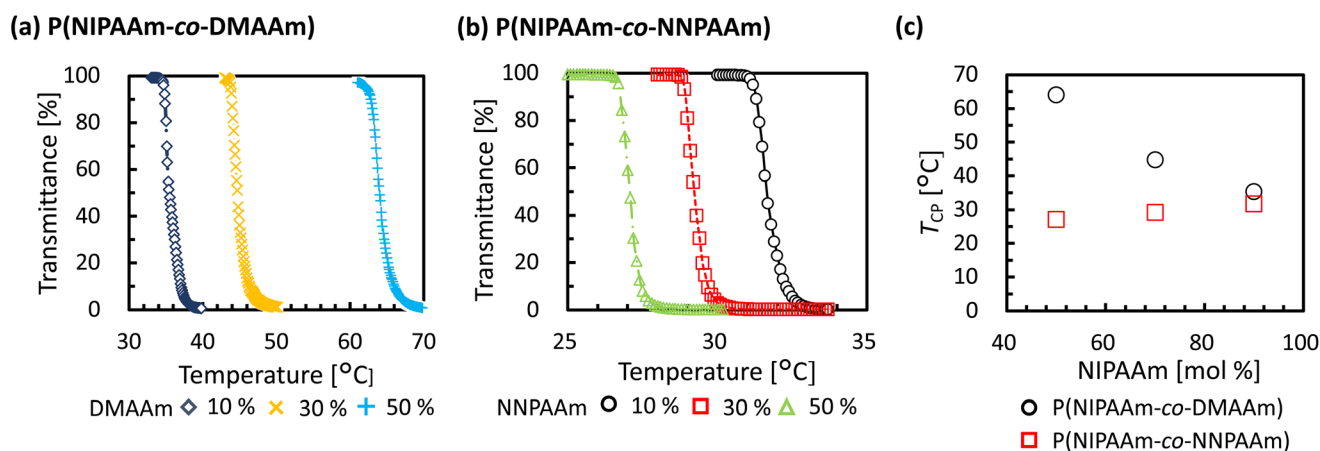 (a) P(NIPAAm-co-DMAAm)
Transmittance [%]
100
80
60
40
20
0
30 40 50 60 70
Temperature [°C]
DMAAm 10 % 30 % 50 %
(b) P(NIPAAm-co-NNPAAm)
Transmittance [%]
100
80
60
40
20
0
25 30 35
Temperature [°C]
NNPAAm 10 % 30 % 50 %
(c)
TCP [°C]
70
60
50
40
30
20
10
0
40 60 80 100
NIPAAm [mol %]
P(NIPAAm-co-DMAAm)
P(NIPAAm-co-NNPAAm)